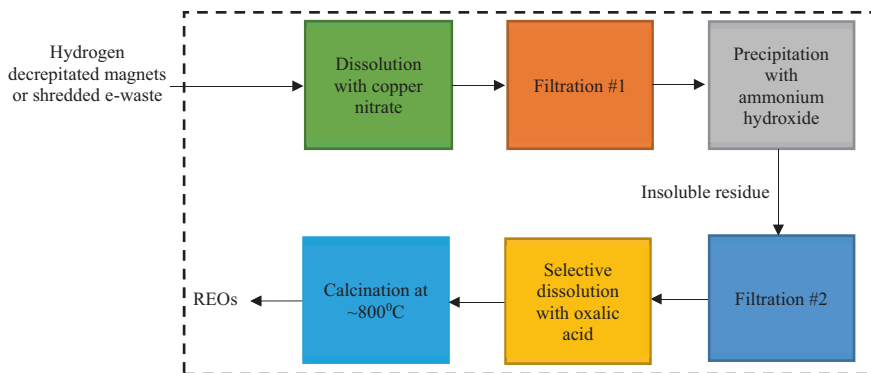 Hydrogen
decrepitated magnets
or shredded e-waste
Dissolution
with copper
nitrate
Filtration #1
Precipitation
with
ammonium
hydroxide
Insoluble residue
Filtration #2
Selective
dissolution
with oxalic
acid
Calcination at
~800⁰C
REOs